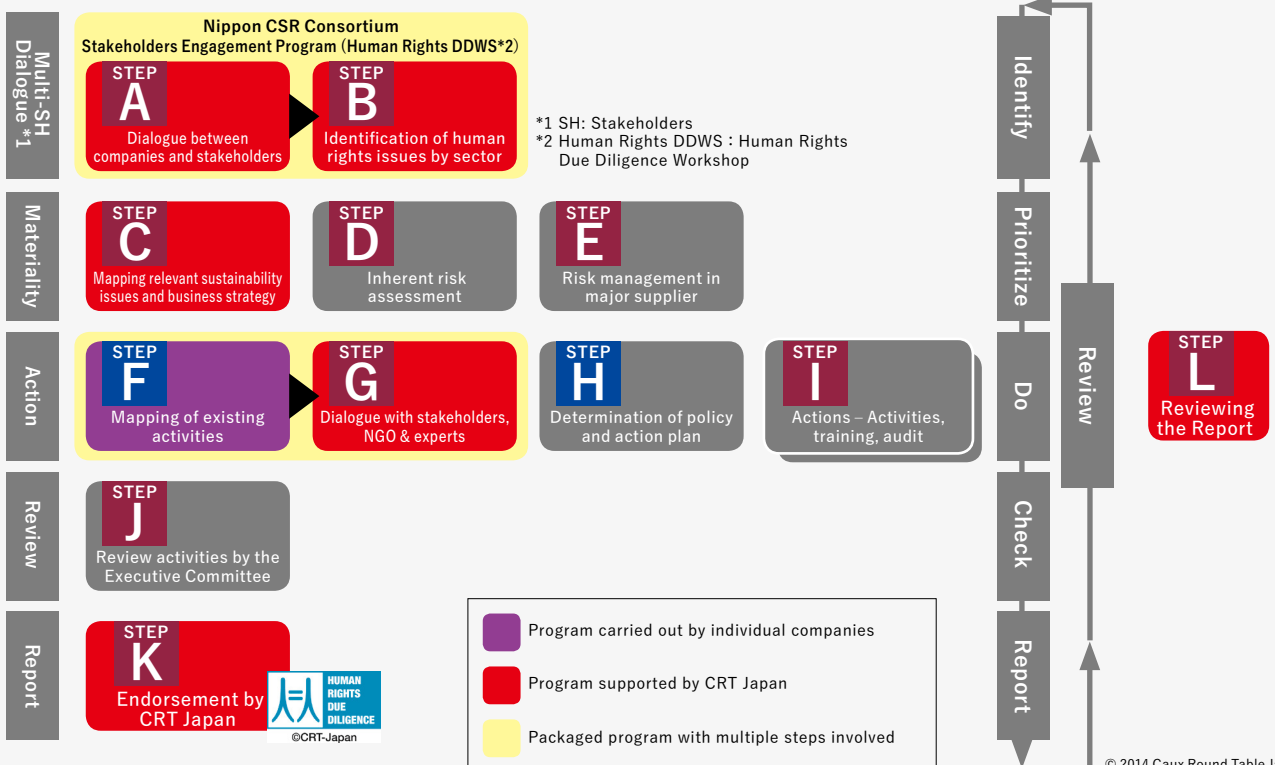 Multi-SH
Dialogue *1
Nippon CSR Consortium
Stakeholders Engagement Program (Human Rights DDWS*2)
STEP
A
Dialogue between
companies and stakeholders
STEP
B
Identification of human
rights issues by sector
*1 SH: Stakeholders
*2 Human Rights DDWS：Human Rights
Due Diligence Workshop
Materiality
STEP
C
Mapping relevant sustainability
issues and business strategy
STEP
D
Inherent risk
assessment
STEP
E
Risk management in
major supplier
Action
STEP
F
Mapping of existing
activities
STEP
G
Dialogue with stakeholders,
NGO & experts
STEP
H
Determination of policy
and action plan
STEP
I
Actions – Activities,
training, audit
Review
STEP
J
Review activities by the
Executive Committee
Report
STEP
K
Endorsement by
CRT Japan
HUMAN
RIGHTS
DUE
DILIGENCE
©CRT-Japan
Program carried out by individual companies
Program supported by CRT Japan
Packaged program with multiple steps involved
Identify
Prioritize
Do
Check
Report
Review
STEP
L
Reviewing
the Report
© 2014 Caux Round Table